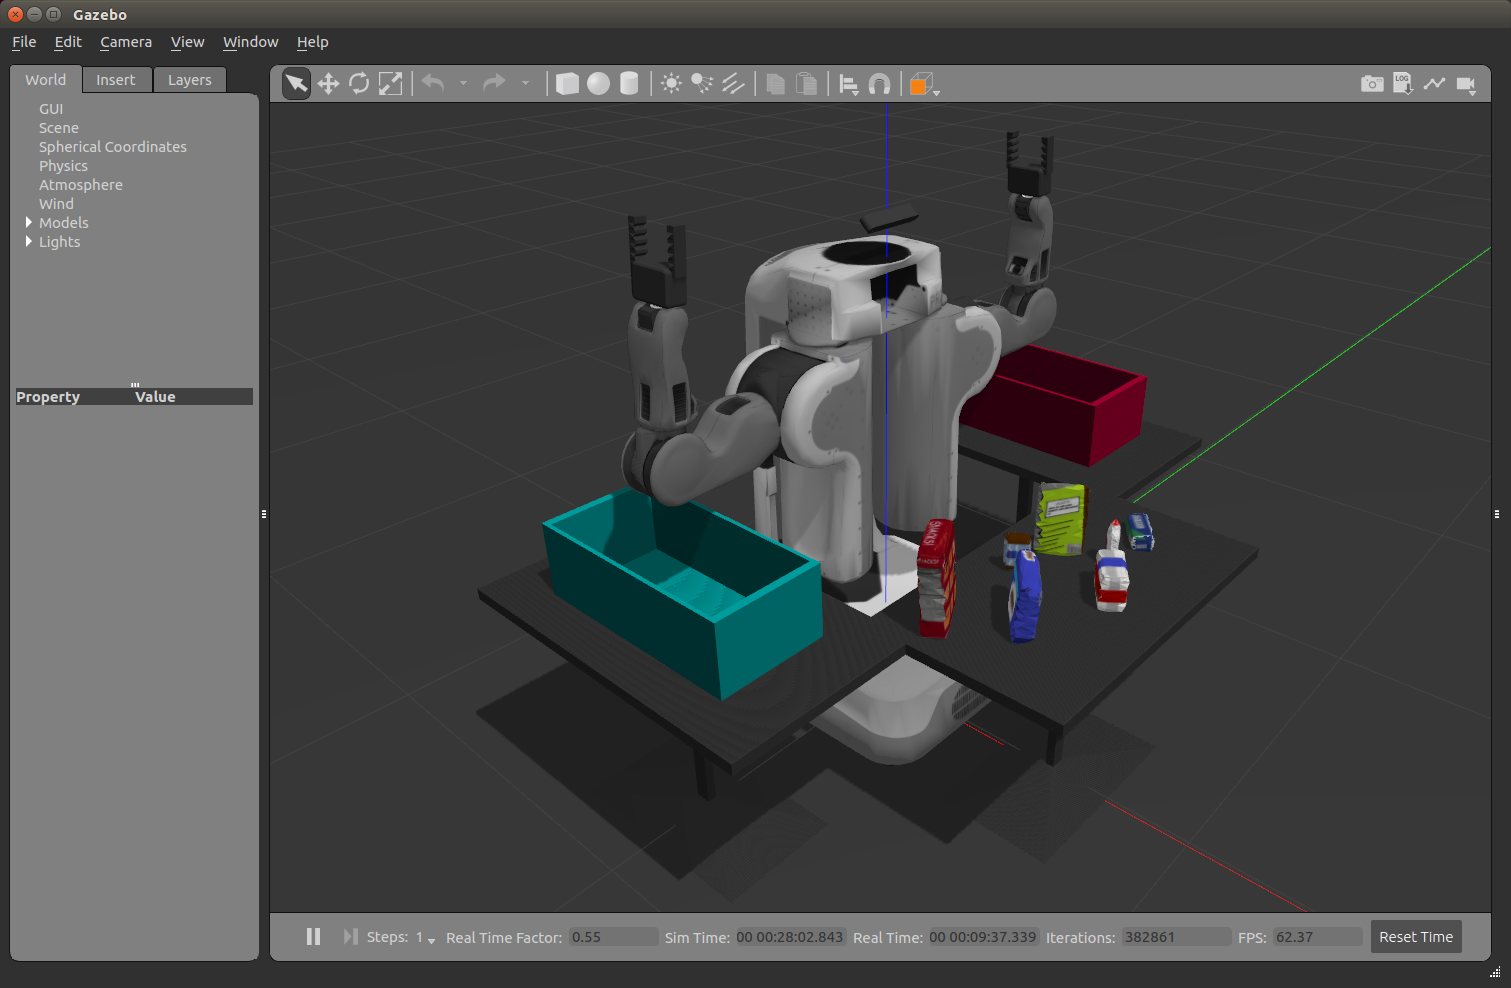 Gazebo
File Edit Camera View Window Help
World Insert Layers
LOG
GUI
Scene
Spherical Coordinates
Physics
Atmosphere
Wind
Models
Lights
Property Value
Steps: 1 Real Time Factor: 0.55 Sim Time: 00 00:28:02.843 Real Time: 00 00:09:37.339 Iterations: 382861 FPS: 62.37 Reset Time